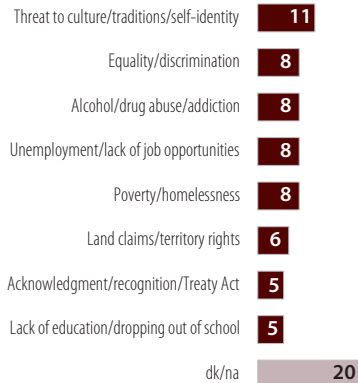 Threat to culture/traditions/self-identity 11
Equality/discrimination 8
Alcohol/drug abuse/addiction 8
Unemployment/lack of job opportunities 8
Poverty/homelessness 8
Land claims/territory rights 6
Acknowledgment/recognition/Treaty Act 5
Lack of education/dropping out of school 5
dk/na 20